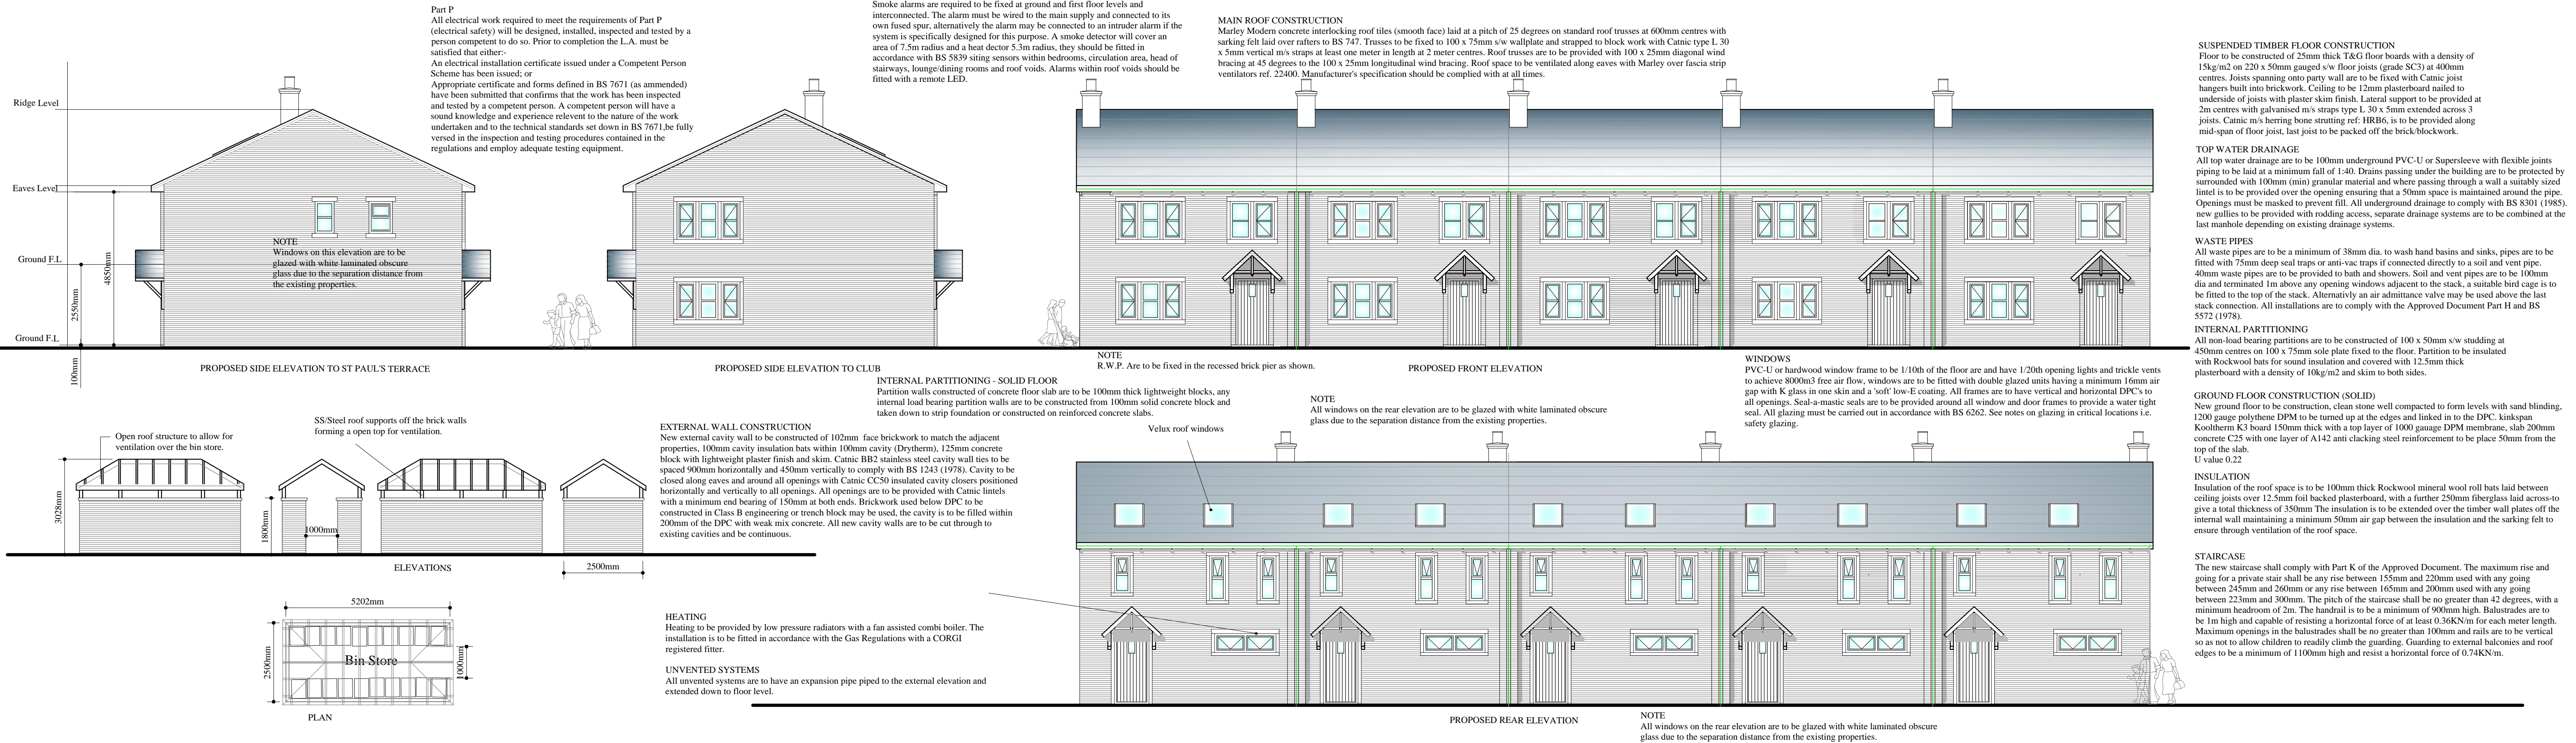 Part P
All electrical work required to meet the requirements of Part P
(electrical safety) will be designed, installed, inspected and tested by a
person competent to do so. Prior to completion the L.A. must be
satisfied that either:-
An electrical installation certificate issued under a Competent Person
Scheme has been issued; or
Appropriate certificate and forms defined in BS 7671 (as ammended)
have been submitted that confirms that the work has been inspected
and tested by a competent person. A competent person will have a
sound knowledge and experience relevent to the nature of the work
undertaken and to the technical standards set down in BS 7671,be fully
versed in the inspection and testing procedures contained in the
regulations and employ adequate testing equipment.
Smoke alarms are required to be fixed at ground and first floor levels and
interconnected. The alarm must be wired to the main supply and connected to its
own fused spur, alternatively the alarm may be connected to an intruder alarm if the
system is specifically designed for this purpose. A smoke detector will cover an
area of 7.5m radius and a heat dector 5.3m radius, they should be fitted in
accordance with BS 5839 siting sensors within bedrooms, circulation area, head of
stairways, lounge/dining rooms and roof voids. Alarms within roof voids should be
fitted with a remote LED.
MAIN ROOF CONSTRUCTION
Marley Modern concrete interlocking roof tiles (smooth face) laid at a pitch of 25 degrees on standard roof trusses at 600mm centres with
sarking felt laid over rafters to BS 747. Trusses to be fixed to 100 x 75mm s/w wallplate and strapped to block work with Catnic type L 30
x 5mm vertical m/s straps at least one meter in length at 2 meter centres. Roof trusses are to be provided with 100 x 25mm diagonal wind
bracing at 45 degrees to the 100 x 25mm longitudinal wind bracing. Roof space to be ventilated along eaves with Marley over fascia strip
ventilators ref. 22400. Manufacturer's specification should be complied with at all times.
SUSPENDED TIMBER FLOOR CONSTRUCTION
Floor to be constructed of 25mm thick T&G floor boards with a density of
15kg/m2 on 220 x 50mm gauged s/w floor joists (grade SC3) at 400mm
centres. Joists spanning onto party wall are to be fixed with Catnic joist
hangers built into brickwork. Ceiling to be 12mm plasterboard nailed to
underside of joists with plaster skim finish. Lateral support to be provided at
2m centres with galvanised m/s straps type L 30 x 5mm extended across 3
joists. Catnic m/s herring bone strutting ref: HRB6, is to be provided along
mid-span of floor joist, last joist to be packed off the brick/blockwork.
TOP WATER DRAINAGE
All top water drainage are to be 100mm underground PVC-U or Supersleeve with flexible joints
piping to be laid at a minimum fall of 1:40. Drains passing under the building are to be protected by
surrounded with 100mm (min) granular material and where passing through a wall a suitably sized
lintel is to be provided over the opening ensuring that a 50mm space is maintained around the pipe.
Openings must be masked to prevent fill. All underground drainage to comply with BS 8301 (1985).
new gullies to be provided with rodding access, separate drainage systems are to be combined at the
last manhole depending on existing drainage systems.
WASTE PIPES
All waste pipes are to be a minimum of 38mm dia. to wash hand basins and sinks, pipes are to be
fitted with 75mm deep seal traps or anti-vac traps if connected directly to a soil and vent pipe.
40mm waste pipes are to be provided to bath and showers. Soil and vent pipes are to be 100mm
dia and terminated 1m above any opening windows adjacent to the stack, a suitable bird cage is to
be fitted to the top of the stack. Alternativly an air admittance valve may be used above the last
stack connection. All installations are to comply with the Approved Document Part H and BS
5572 (1978).
INTERNAL PARTITIONING
All non-load bearing partitions are to be constructed of 100 x 50mm s/w studding at
450mm centres on 100 x 75mm sole plate fixed to the floor. Partition to be insulated
with Rockwool bats for sound insulation and covered with 12.5mm thick
plasterboard with a density of 10kg/m2 and skim to both sides.
GROUND FLOOR CONSTRUCTION (SOLID)
New ground floor to be construction, clean stone well compacted to form levels with sand blinding,
1200 gauge polythene DPM to be turned up at the edges and linked in to the DPC. kinkspan
Kooltherm K3 board 150mm thick with a top layer of 1000 gauage DPM membrane, slab 200mm
concrete C25 with one layer of A142 anti clacking steel reinforcement to be place 50mm from the
top of the slab.
U value 0.22
INSULATION
Insulation of the roof space is to be 100mm thick Rockwool mineral wool roll bats laid between
ceiling joists over 12.5mm foil backed plasterboard, with a further 250mm fiberglass laid across-to
give a total thickness of 350mm The insulation is to be extended over the timber wall plates off the
internal wall maintaining a minimum 50mm air gap between the insulation and the sarking felt to
ensure through ventilation of the roof space.
STAIRCASE
The new staircase shall comply with Part K of the Approved Document. The maximum rise and
going for a private stair shall be any rise between 155mm and 220mm used with any going
between 245mm and 260mm or any rise between 165mm and 200mm used with any going
between 223mm and 300mm. The pitch of the staircase shall be no greater than 42 degrees, with a
minimum headroom of 2m. The handrail is to be a minimum of 900mm high. Balustrades are to
be 1m high and capable of resisting a horizontal force of at least 0.36KN/m for each meter length.
Maximum openings in the balustrades shall be no greater than 100mm and rails are to be vertical
so as not to allow children to readily climb the guarding. Guarding to external balconies and roof
edges to be a minimum of 1100mm high and resist a horizontal force of 0.74KN/m.
Ridge Level
Eaves Level
Ground F.L
Ground F.L
4850mm
2550mm
100mm
NOTE
Windows on this elevation are to be
glazed with white laminated obscure
glass due to the separation distance from
the existing properties.
PROPOSED SIDE ELEVATION TO ST PAUL'S TERRACE
PROPOSED SIDE ELEVATION TO CLUB
NOTE
R.W.P. Are to be fixed in the recessed brick pier as shown.
PROPOSED FRONT ELEVATION
WINDOWS
PVC-U or hardwood window frame to be 1/10th of the floor are and have 1/20th opening lights and trickle vents
to achieve 8000m3 free air flow, windows are to be fitted with double glazed units having a minimum 16mm air
gap with K glass in one skin and a 'soft' low-E coating. All frames are to have vertical and horizontal DPC's to
all openings. Seal-a-mastic seals are to be provided around all window and door frames to provide a water tight
seal. All glazing must be carried out in accordance with BS 6262. See notes on glazing in critical locations i.e.
safety glazing.
INTERNAL PARTITIONING - SOLID FLOOR
Partition walls constructed of concrete floor slab are to be 100mm thick lightweight blocks, any
internal load bearing partition walls are to be constructed from 100mm solid concrete block and
taken down to strip foundation or constructed on reinforced concrete slabs.
NOTE
All windows on the rear elevation are to be glazed with white laminated obscure
glass due to the separation distance from the existing properties.
EXTERNAL WALL CONSTRUCTION
New external cavity wall to be constructed of 102mm face brickwork to match the adjacent
properties, 100mm cavity insulation bats within 100mm cavity (Drytherm), 125mm concrete
block with lightweight plaster finish and skim. Catnic BB2 stainless steel cavity wall ties to be
spaced 900mm horizontally and 450mm vertically to comply with BS 1243 (1978). Cavity to be
closed along eaves and around all openings with Catnic CC50 insulated cavity closers positioned
horizontally and vertically to all openings. All openings are to be provided with Catnic lintels
with a minimum end bearing of 150mm at both ends. Brickwork used below DPC to be
constructed in Class B engineering or trench block may be used, the cavity is to be filled within
200mm of the DPC with weak mix concrete. All new cavity walls are to be cut through to
existing cavities and be continuous.
Velux roof windows
Open roof structure to allow for
ventilation over the bin store.
SS/Steel roof supports off the brick walls
forming a open top for ventilation.
3028mm
1800mm
1000mm
ELEVATIONS
2500mm
5202mm
2500mm
Bin Store
1000mm
PLAN
HEATING
Heating to be provided by low pressure radiators with a fan assisted combi boiler. The
installation is to be fitted in accordance with the Gas Regulations with a CORGI
registered fitter.
UNVENTED SYSTEMS
All unvented systems are to have an expansion pipe piped to the external elevation and
extended down to floor level.
PROPOSED REAR ELEVATION
NOTE
All windows on the rear elevation are to be glazed with white laminated obscure
glass due to the separation distance from the existing properties.